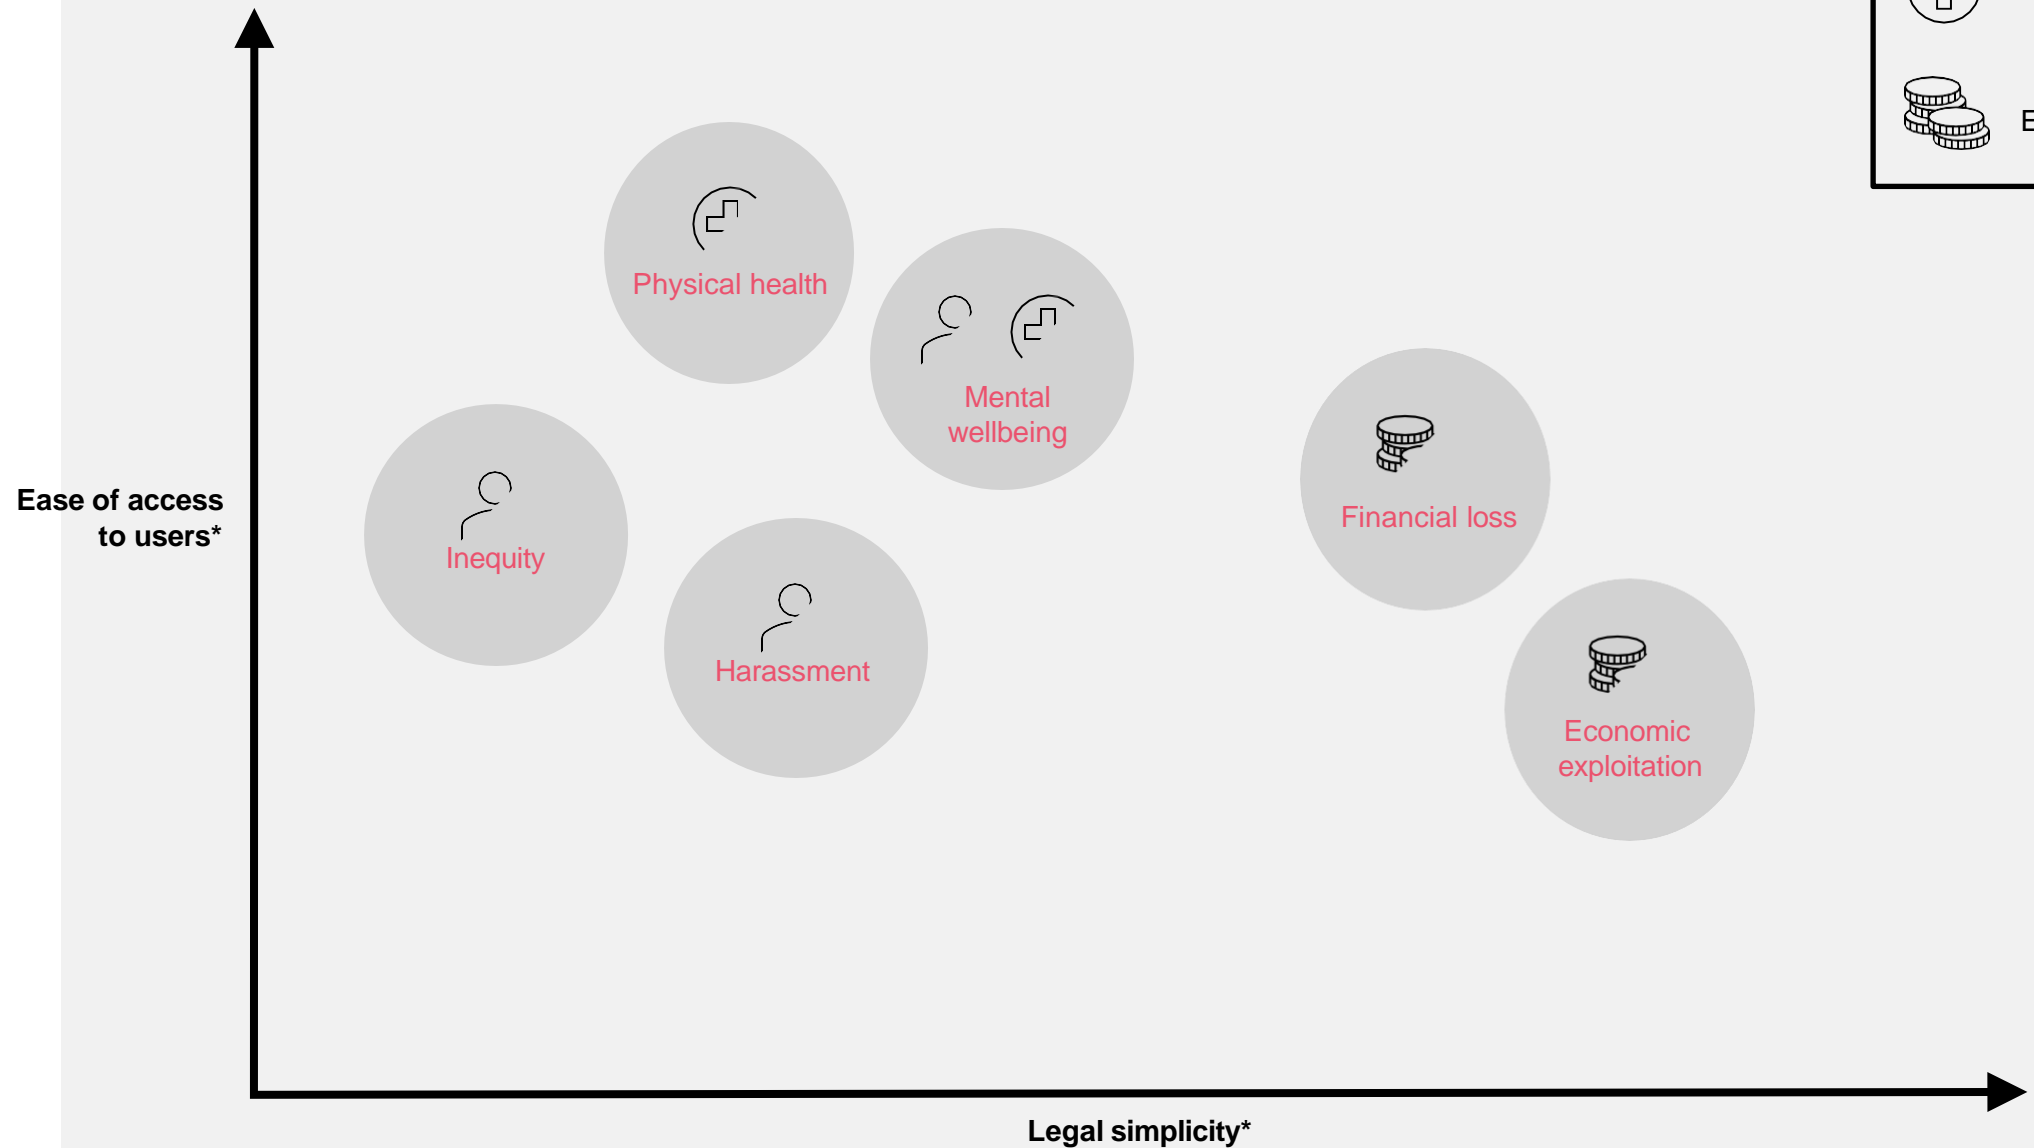 Physical health
Mental
wellbeing
Financial loss
Ease of access
to users*
Inequity
Harassment
Economic
exploitation
Legal simplicity*